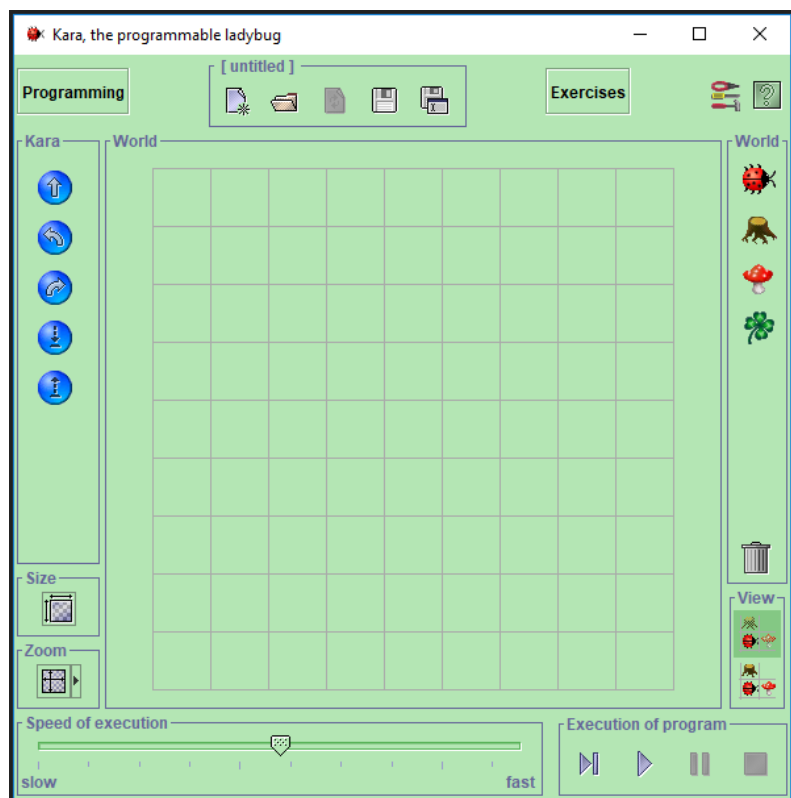 Kara, the programmable ladybug
Programming
[ untitled ]
Exercises
Kara
World
World
Size
Zoom
View
Speed of execution
slow
fast
Execution of program